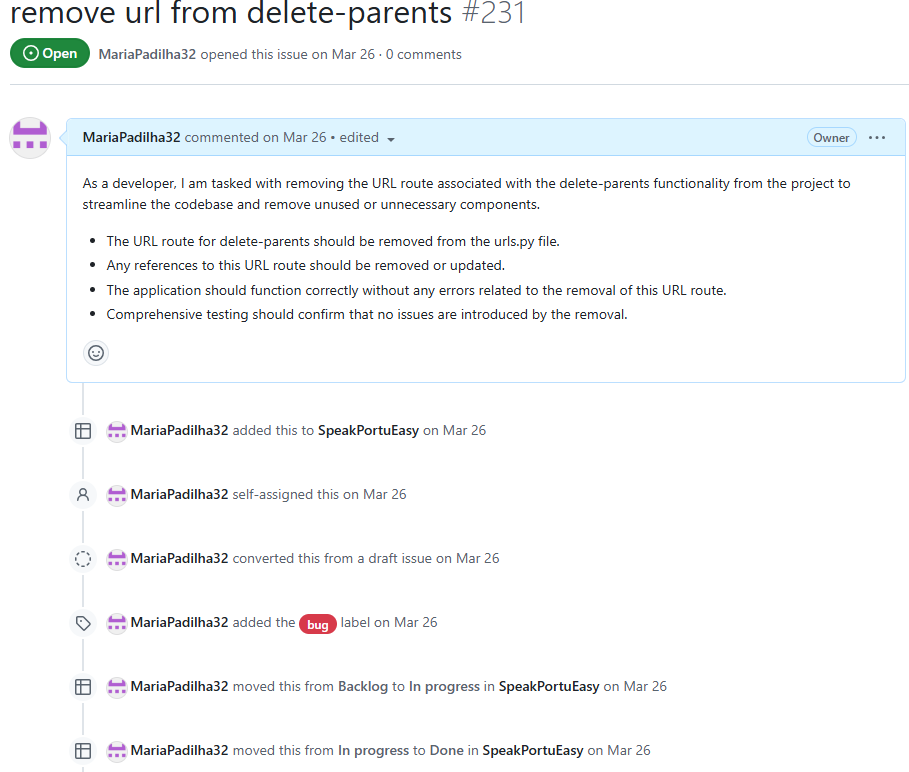 remove url from delete-parents #231
Open MariaPadilha32 opened this issue on Mar 26 · 0 comments
MariaPadilha32 commented on Mar 26 • edited Owner ...
As a developer, I am tasked with removing the URL route associated with the delete-parents functionality from the project to
streamline the codebase and remove unused or unnecessary components.
• The URL route for delete-parents should be removed from the urls.py file.
• Any references to this URL route should be removed or updated.
• The application should function correctly without any errors related to the removal of this URL route.
• Comprehensive testing should confirm that no issues are introduced by the removal.
MariaPadilha32 added this to SpeakPortuEasy on Mar 26
MariaPadilha32 self-assigned this on Mar 26
MariaPadilha32 converted this from a draft issue on Mar 26
MariaPadilha32 added the bug label on Mar 26
MariaPadilha32 moved this from Backlog to In progress in SpeakPortuEasy on Mar 26
MariaPadilha32 moved this from In progress to Done in SpeakPortuEasy on Mar 26